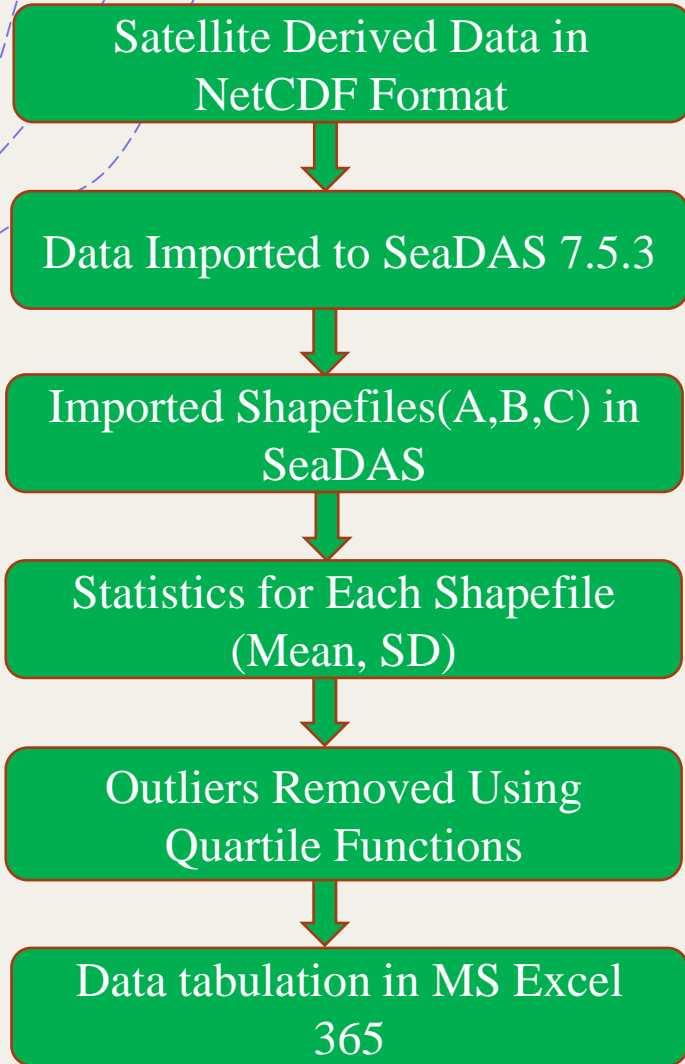 Satellite Derived Data in
NetCDF Format
Data Imported to SeaDAS 7.5.3
Imported Shapefiles(A,B,C) in
SeaDAS
Statistics for Each Shapefile
(Mean, SD)
Outliers Removed Using
Quartile Functions
Data tabulation in MS Excel
365